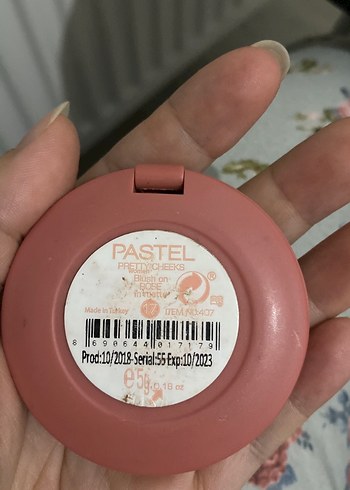 PASTEL
PRETTY CHEEKS
Blush on
Made in Turkey
8 690644 017179
Prod:10/2018-Serial:55 Exp:10/2023
e 5g 0.18 oz